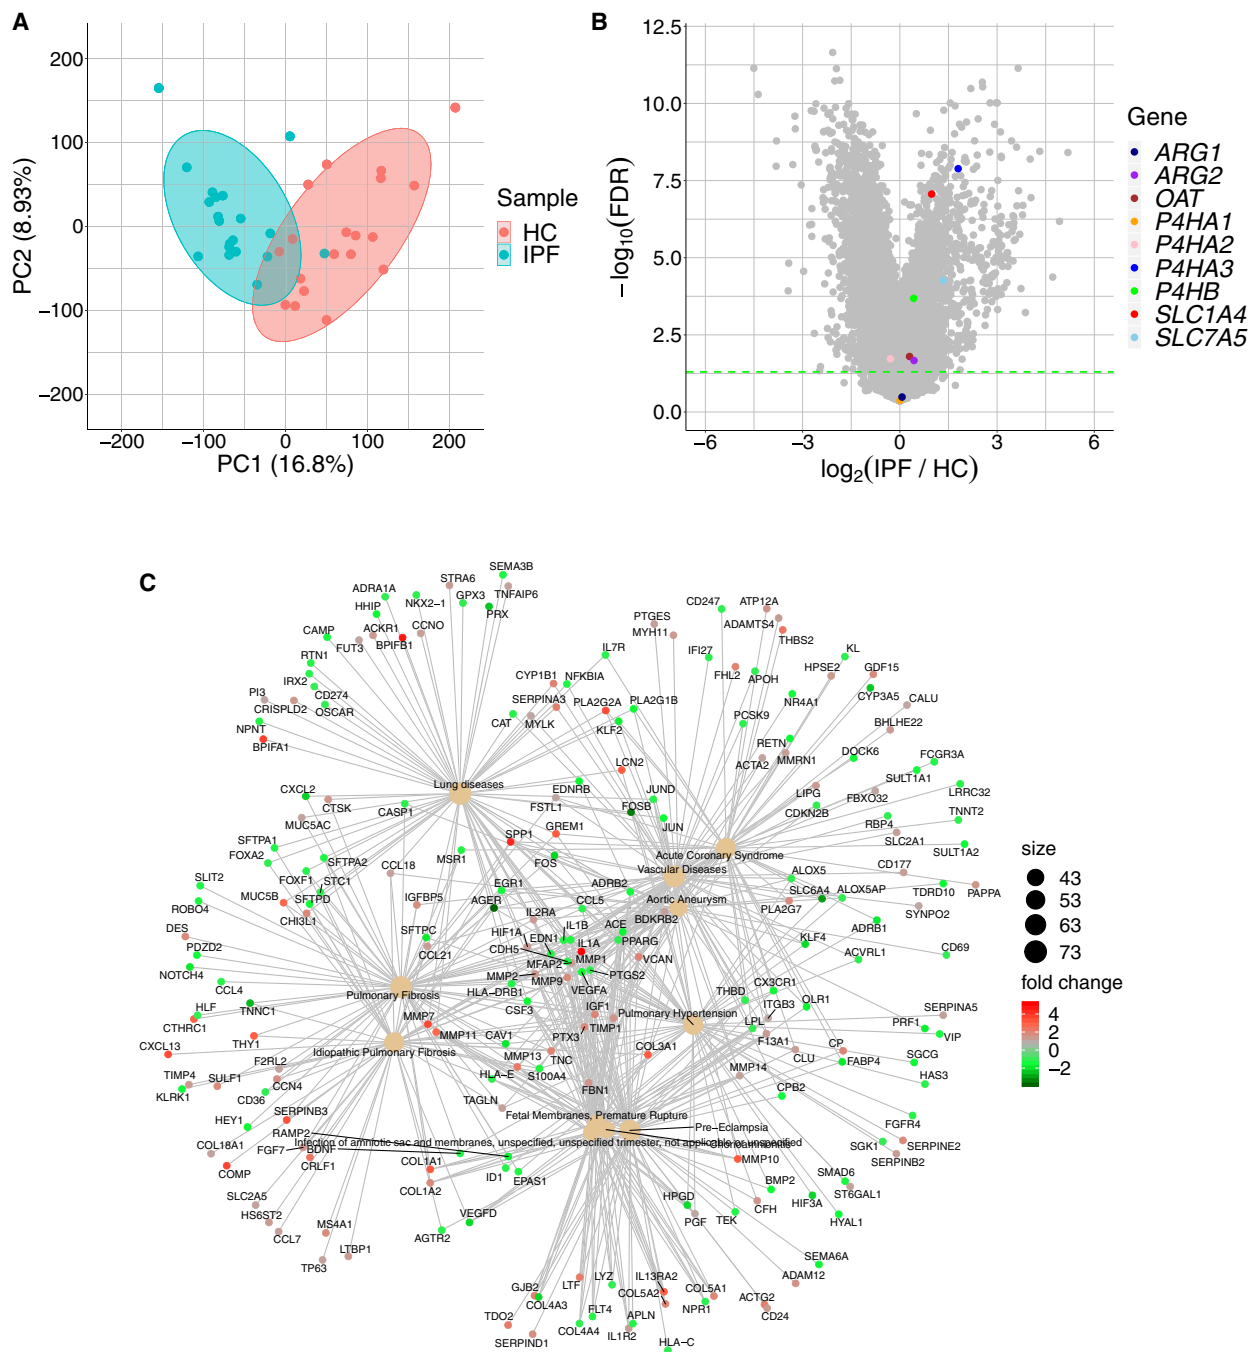 A
200
100
0
−100
−200
−200
−100
0
100
200
PC1 (16.8%)
PC2 (8.93%)
Sample
HC
IPF
B
12.5
10.0
7.5
5.0
2.5
0.0
−6
−3
0
3
6
log2(IPF / HC)
−log10(FDR)
Gene
ARG1
ARG2
OAT
P4HA1
P4HA2
P4HA3
P4HB
SLC1A4
SLC7A5
C
SEMA3B
STRA6
TNFAIP6
ADRA1A
NKX2−1
GPX3
PRX
HHIP
CAMP
ACKR1
CCNO
FUT3
BPIFB1
RTN1
IRX2
PI3
CD274
CRISPLD2
OSCAR
NPNT
BPIFA1
CD247
ATP12A
PTGES
MYH11
ADAMTS4
THBS2
IL7R
IFI27
KL
FHL2
APOH
HPSE2
GDF15
CYP1B1
NFKBIA
SERPINA3
PLA2G2A
PLA2G1B
NR4A1
CYP3A5
CALU
CAT
MYLK
KLF2
PCSK9
BHLHE22
RETN
MMRN1
ACTA2
DOCK6
FCGR3A
LCN2
SULT1A1
Lung diseases
EDNRB
JUND
LIPG
FBXO32
LRRC32
CXCL2
CTSK
CASP1
FSTL1
FOSB
CDKN2B
TNNT2
MUC5AC
GREM1
JUN
RBP4
SLC2A1
SFTPA1
SPP1
Acute Coronary Syndrome
SULT1A2
FOXA2
SFTPA2
MSR1
FOS
Vascular Diseases
CCL18
ALOX5
CD177
FOXF1
STC1
EGR1
ADRB2
SLC6A4
ALOX5AP
TDRD10
PAPPA
SLIT2
MUC5B
SFTPD
IGFBP5
AGER
CCL5
Aortic Aneurysm
PLA2G7
SYNPO2
ROBO4
CHI3L1
IL2RA
BDKRB2
DES
SFTPC
HIF1A
IL1B
ACE
ADRB1
EDN1
IL1A
PPARG
KLF4
PDZD2
CCL21
CDH5
MMP1
VCAN
ACVRL1
CD69
NOTCH4
MFAP2
MMP2
MMP9
PTGS2
CX3CR1
CCL4
Pulmonary Fibrosis
HLA−DRB1
VEGFA
THBD
OLR1
HLF
TNNC1
CSF3
IGF1
Pulmonary Hypertension
ITGB3
SERPINA5
CTHRC1
MMP7
MMP11
TIMP1
LPL
PRF1
VIP
THY1
CAV1
PTX3
F13A1
CXCL13
Idiopathic Pulmonary Fibrosis
MMP13
TNC
COL3A1
CLU
CP
SGCG
F2RL2
FABP4
TIMP4
SULF1
CCN4
HLA−E
S100A4
MMP14
HAS3
KLRK1
CD36
FBN1
CPB2
SERPINB3
TAGLN
HEY1
Fetal Membranes, Premature Rupture
FGFR4
RAMP2
Pre−Eclampsia
COL18A1
Infection of amniotic sac and membranes, unspecified, unspecified trimester, not applicable or unspecified
Chorioamnionitis
SGK1
SERPINE2
FGF7
BDNF
SERPINB2
COMP
CRLF1
COL1A1
ID1
MMP10
SMAD6
COL1A2
EPAS1
BMP2
ST6GAL1
SLC2A5
HPGD
CFH
HIF3A
HS6ST2
VEGFD
PGF
TEK
HYAL1
MS4A1
CCL7
AGTR2
LTBP1
TP63
SEMA6A
GJB2
LTF
LYZ
IL13RA2
COL5A1
ADAM12
COL4A3
COL5A2
TDO2
FLT4
APLN
NPR1
ACTG2
CD24
SERPIND1
COL4A4
IL1R2
HLA−C
size
43
53
63
73
fold change
4
2
0
−2